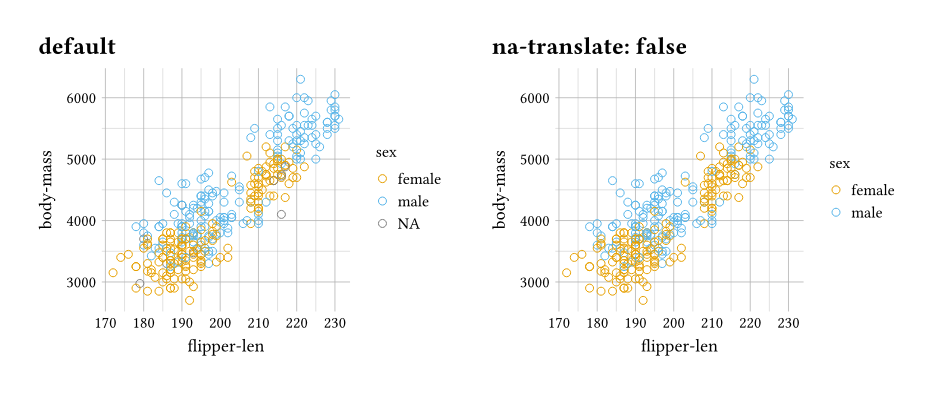 default
6000
5000
4000
3000
body-mass
170 180 190 200 210 220 230
flipper-len
sex
female
male
NA
na-translate: false
6000
5000
4000
3000
body-mass
170 180 190 200 210 220 230
flipper-len
sex
female
male